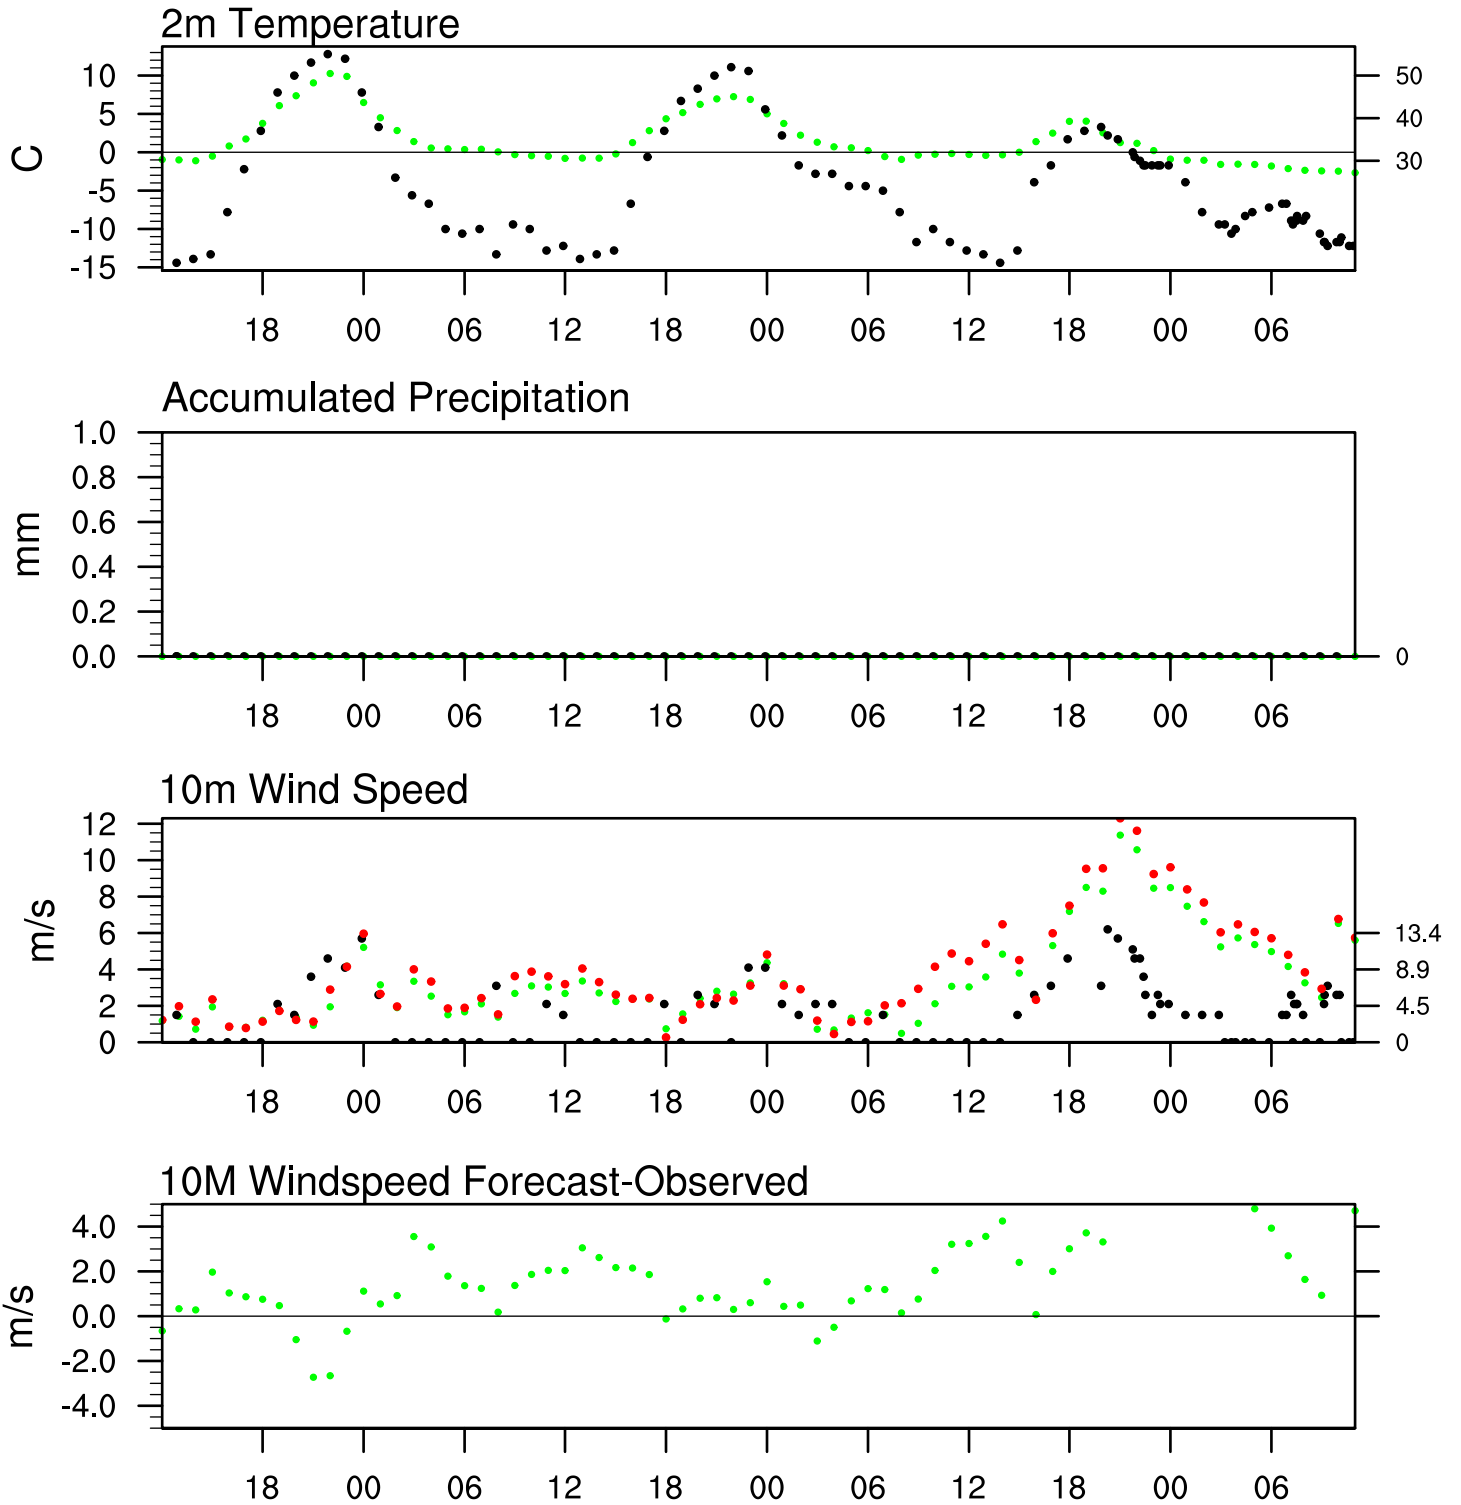 2m Temperature
10
5
0
-5
-10
-15
C
50
40
30
18 00 06 12 18 00 06 12 18 00 06
Accumulated Precipitation
1.0
0.8
0.6
0.4
0.2
0.0
mm
0
18 00 06 12 18 00 06 12 18 00 06
10m Wind Speed
12
10
8
6
4
2
0
m/s
13.4
8.9
4.5
0
18 00 06 12 18 00 06 12 18 00 06
10M Windspeed Forecast-Observed
4.0
2.0
0.0
-2.0
-4.0
m/s
18 00 06 12 18 00 06 12 18 00 06